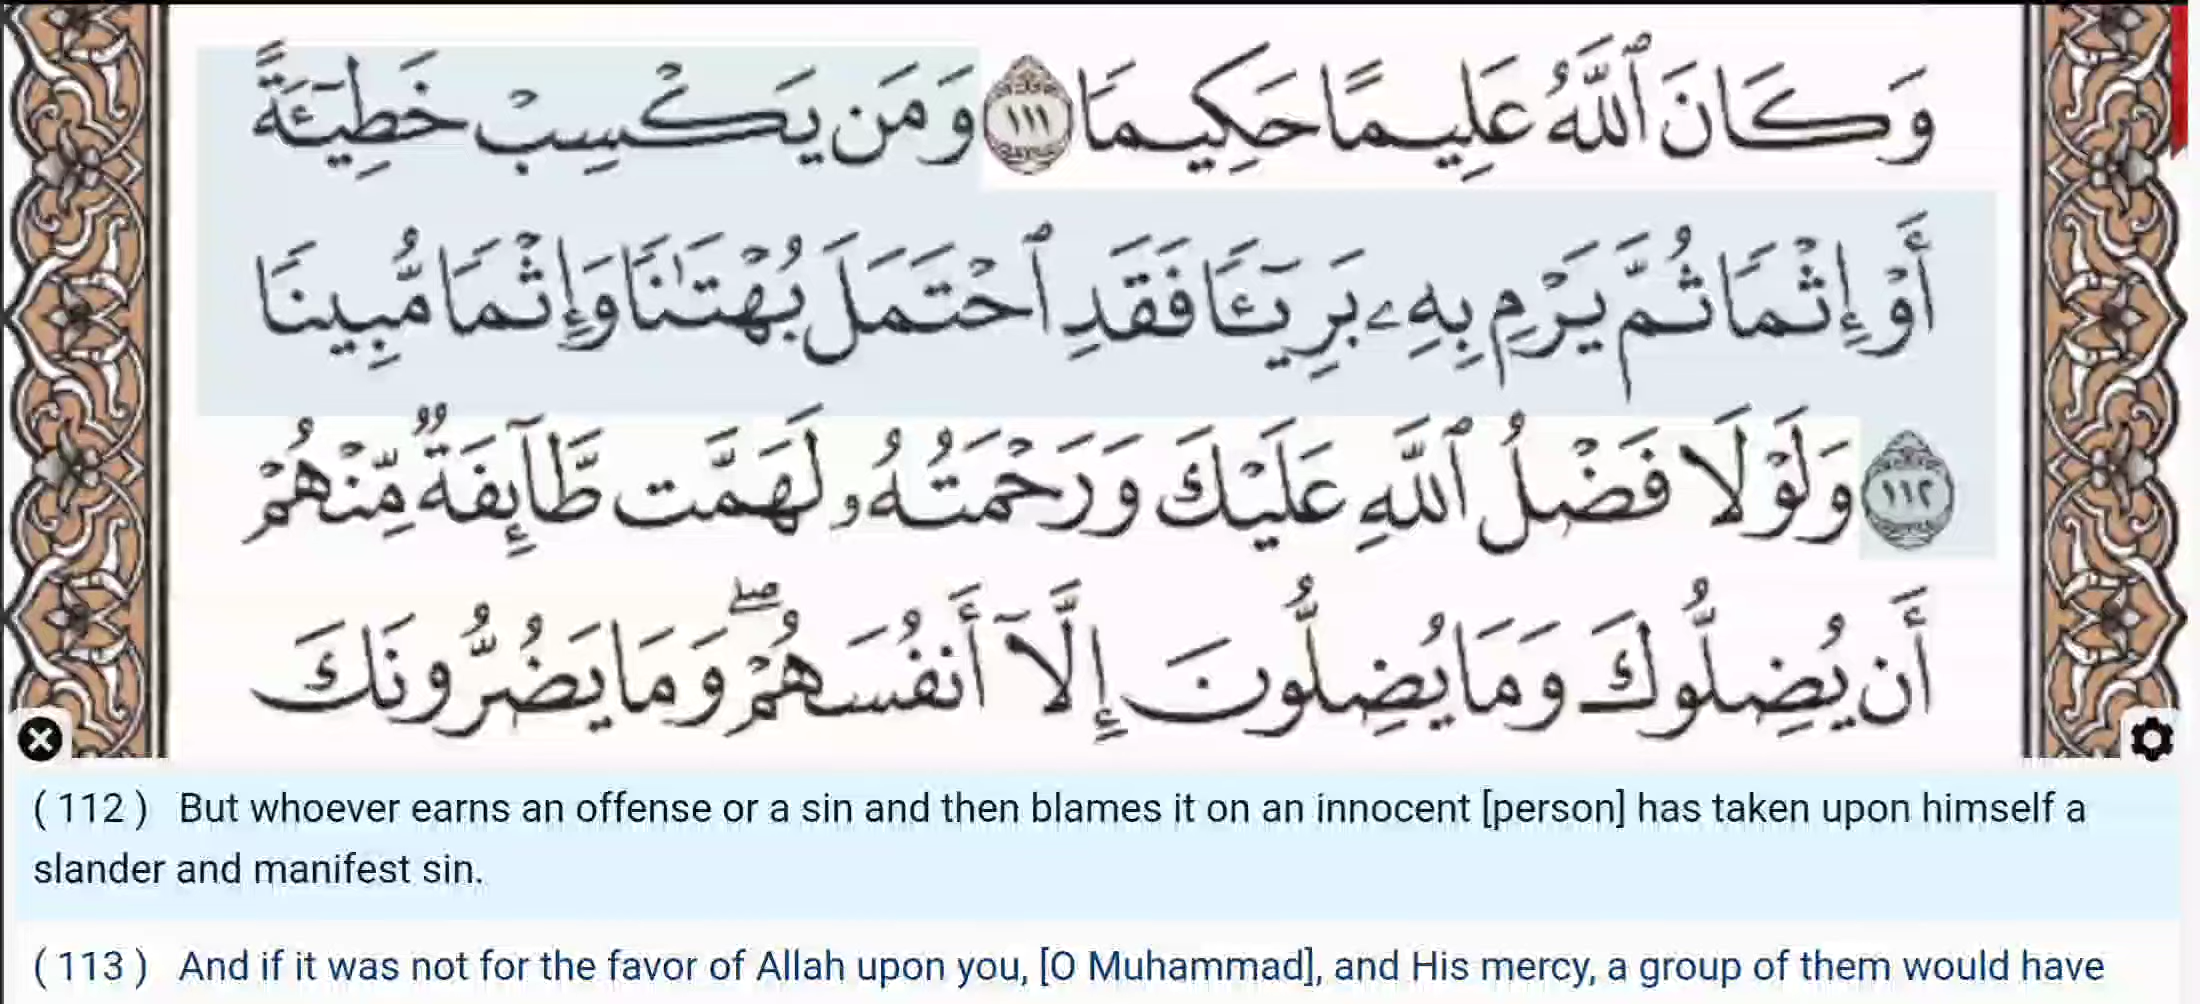 وَكَانَ ٱللَّهُ عَلِيمًا حَكِيمًا ١١١ وَمَن يَكْسِبْ خَطِيٓـَٔةً
أَوْ إِثْمًا ثُمَّ يَرْمِ بِهِۦ بَرِيٓـًٔا فَقَدِ ٱحْتَمَلَ بُهْتَـٰنًا وَإِثْمًا مُّبِينًا
١١٢ وَلَوْلَا فَضْلُ ٱللَّهِ عَلَيْكَ وَرَحْمَتُهُۥ لَهَمَّت طَّآئِفَةٌ مِّنْهُمْ
أَن يُضِلُّوكَ وَمَا يُضِلُّونَ إِلَّآ أَنفُسَهُمْ ۖ وَمَا يَضُرُّونَكَ
( 112 ) But whoever earns an offense or a sin and then blames it on an innocent [person] has taken upon himself a
slander and manifest sin.
( 113 ) And if it was not for the favor of Allah upon you, [O Muhammad], and His mercy, a group of them would have